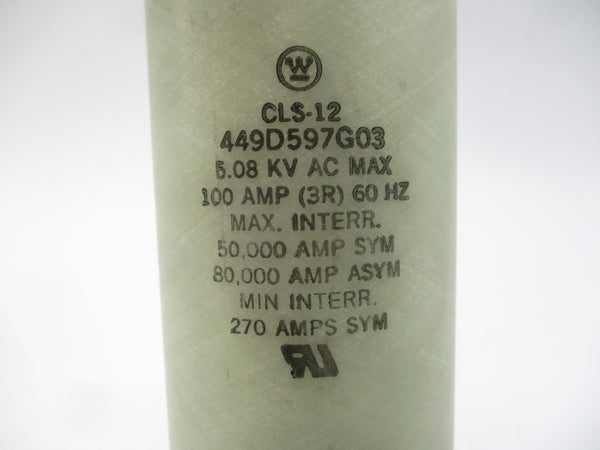 W
CLS-12
449D597G03
5.08 KV AC MAX
100 AMP (3R) 60 HZ
MAX. INTERR.
50,000 AMP SYM
80,000 AMP ASYM
MIN INTERR.
270 AMPS SYM
RU